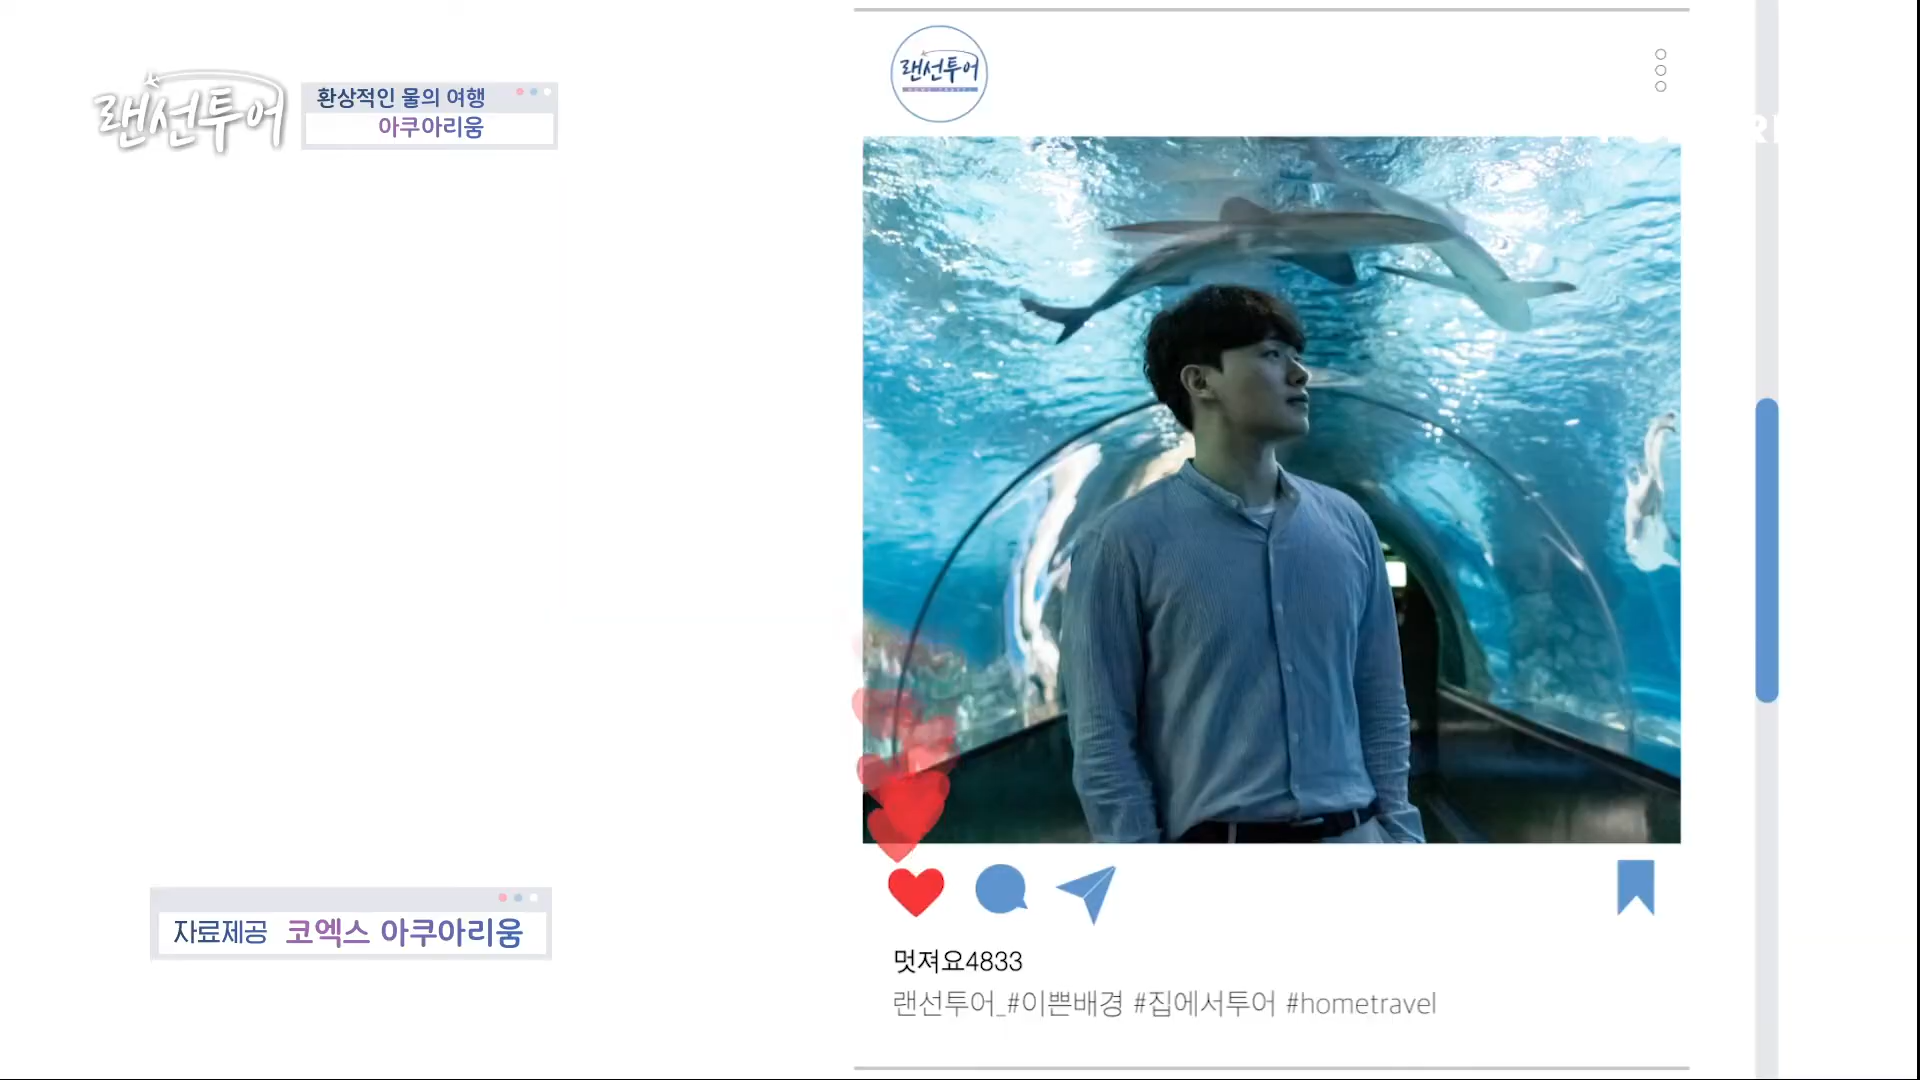 랜선투어
환상적인 물의 여행
아쿠아리움
랜선투어
HOME TRAVEL
자료제공 코엑스 아쿠아리움
멋져요4833
랜선투어_#이쁜배경 #집에서투어 #hometravel